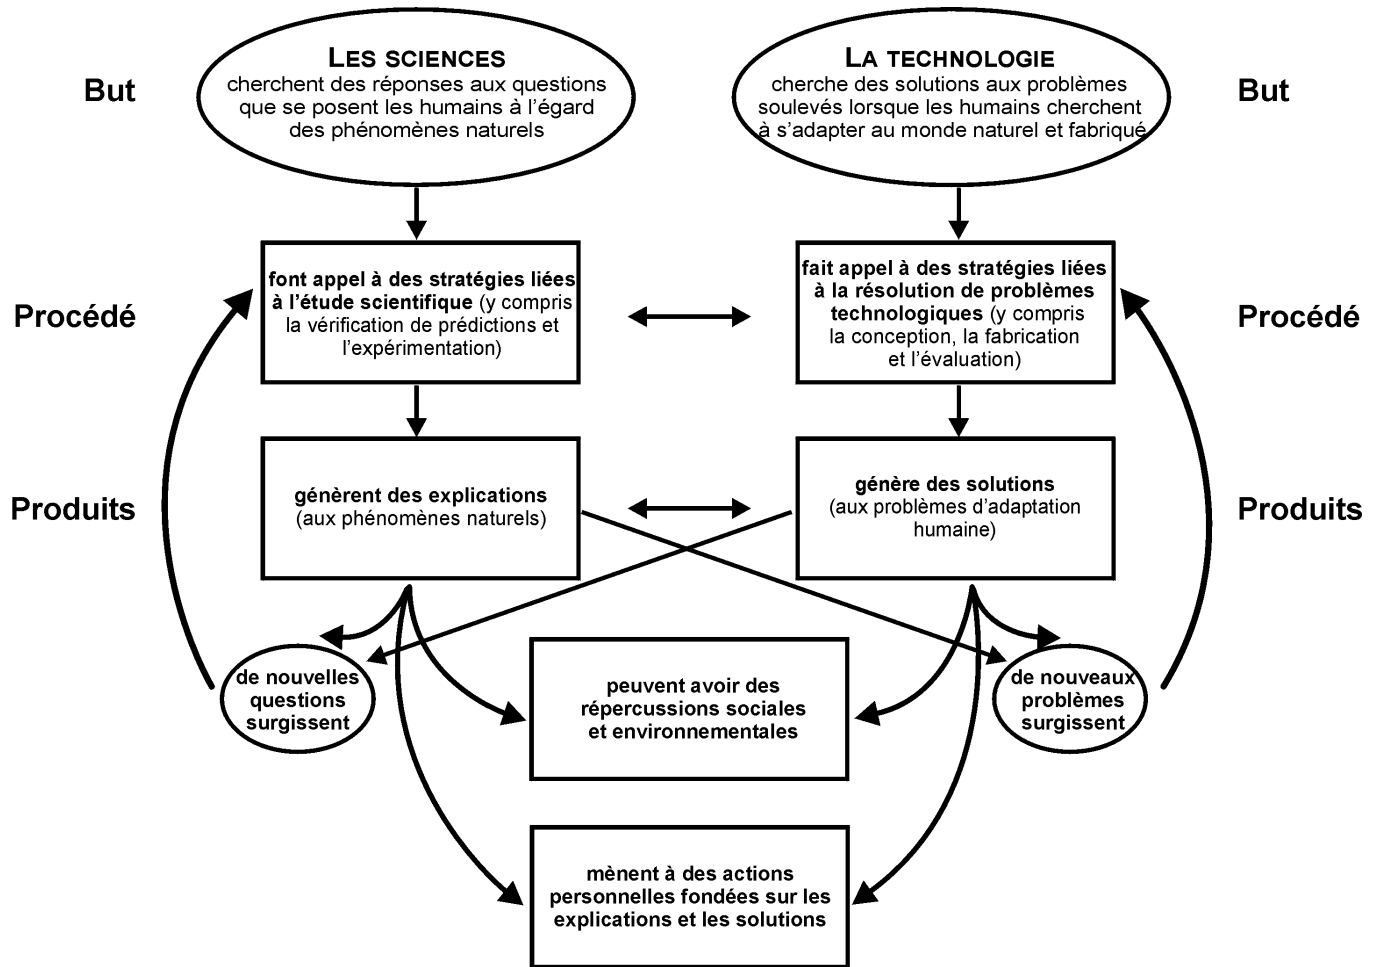 But
LES SCIENCES
cherchent des réponses aux questions
que se posent les humains à l'égard
des phénomènes naturels
LA TECHNOLOGIE
cherche des solutions aux problèmes
soulevés lorsque les humains cherchent
à s'adapter au monde naturel et fabriqué
But
Procédé
font appel à des stratégies liées
à l'étude scientifique (y compris
la vérification de prédictions et
l'expérimentation)
fait appel à des stratégies liées
à la résolution de problèmes
technologiques (y compris
la conception, la fabrication
et l'évaluation)
Procédé
Produits
génèrent des explications
(aux phénomènes naturels)
génère des solutions
(aux problèmes d'adaptation
humaine)
Produits
de nouvelles
questions
surgissent
peuvent avoir des
répercussions sociales
et environnementales
de nouveaux
problèmes
surgissent
mènent à des actions
personnelles fondées sur les
explications et les solutions